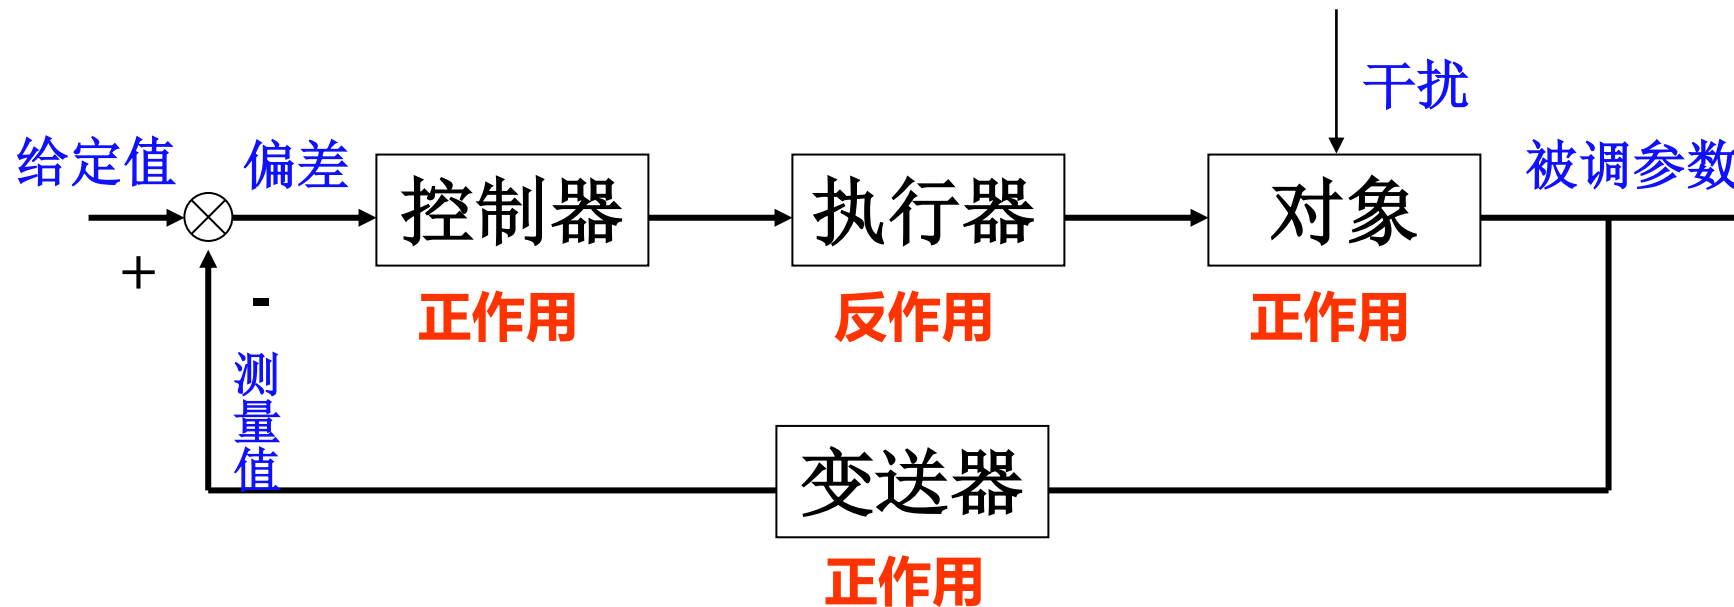 干扰
给定值
偏差
被调参数
控制器
执行器
对象
+
-
正作用
反作用
正作用
测量值
变送器
正作用